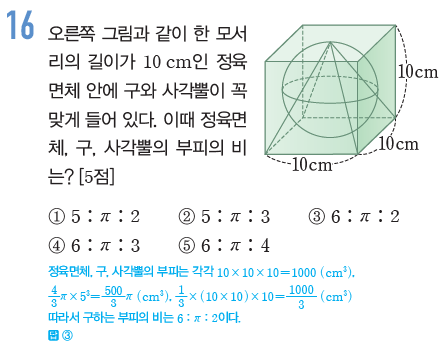 16 오른쪽 그림과 같이 한 모서
리의 길이가 10 cm인 정육
면체 안에 구와 사각뿔이 꼭
맞게 들어 있다. 이때 정육면
체, 구, 사각뿔의 부피의 비
는? [5점]
10cm
10cm
10cm
① 5 : π : 2 ② 5 : π : 3 ③ 6 : π : 2
④ 6 : π : 3 ⑤ 6 : π : 4
정육면체, 구, 사각뿔의 부피는 각각 10×10×10=1000 (cm³),
4/3 π×5³=500/3 π (cm³), 1/3×(10×10)×10=1000/3 (cm³)
따라서 구하는 부피의 비는 6 : π : 2이다.
답 ③